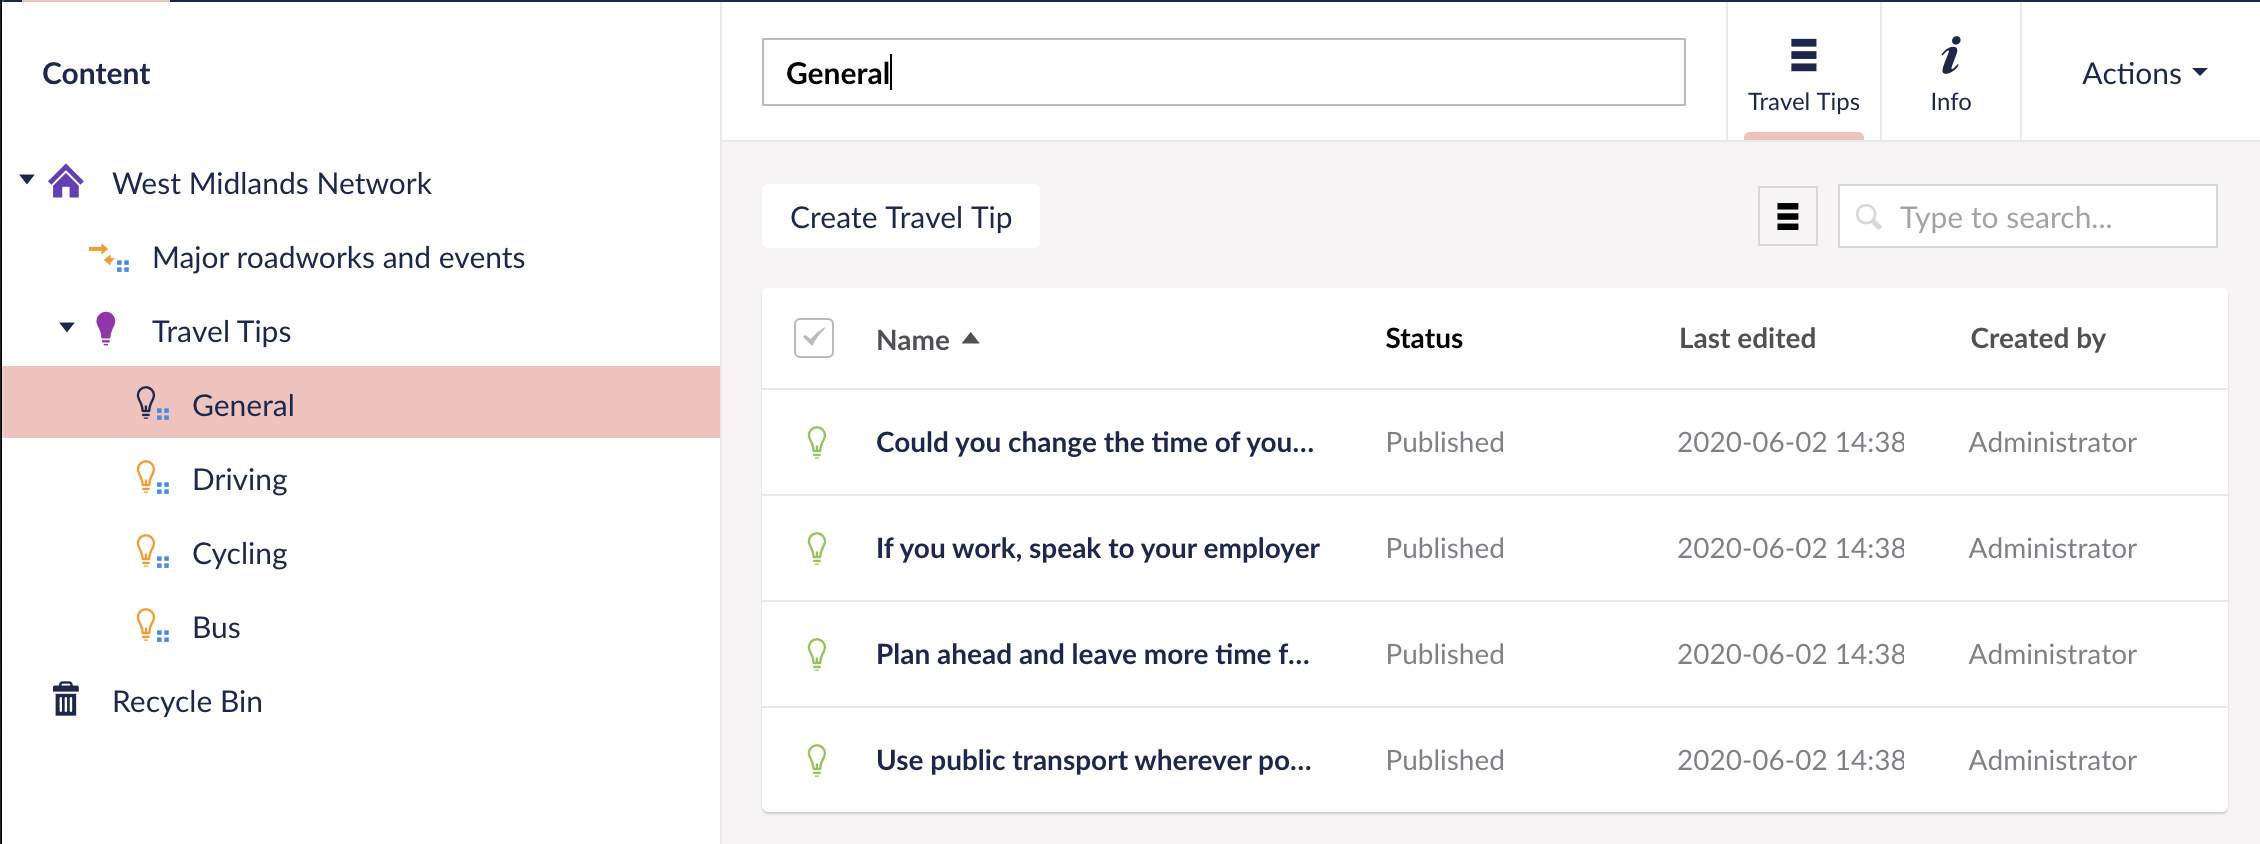 Content
West Midlands Network
Major roadworks and events
Travel Tips
General
Driving
Cycling
Bus
Recycle Bin
General
Travel Tips
Info
Actions
Create Travel Tip
Type to search...
Name Status Last edited Created by
Could you change the time of you... Published 2020-06-02 14:38 Administrator
If you work, speak to your employer Published 2020-06-02 14:38 Administrator
Plan ahead and leave more time f... Published 2020-06-02 14:38 Administrator
Use public transport wherever po... Published 2020-06-02 14:38 Administrator